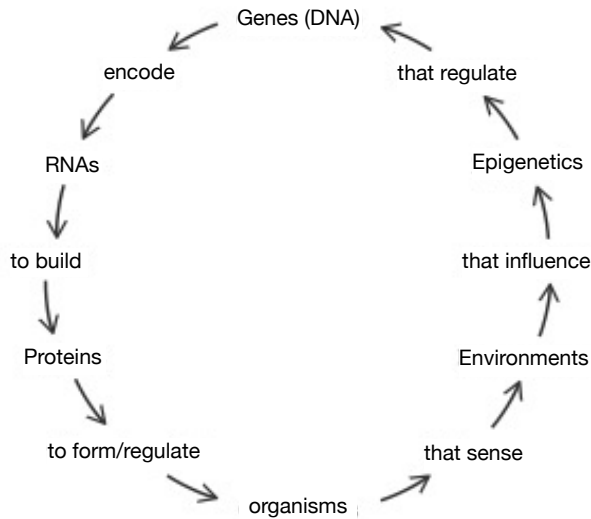 Genes (DNA)
encode
RNAs
to build
Proteins
to form/regulate
organisms
that sense
Environments
that influence
Epigenetics
that regulate